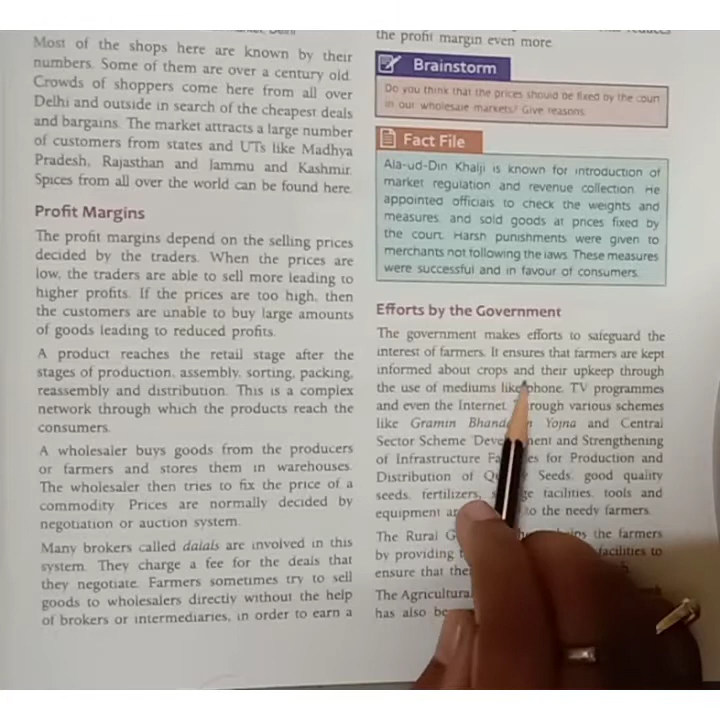 Most of the shops here are known by their
numbers. Some of them are over a century old.
Crowds of shoppers come here from all over
Delhi and outside in search of the cheapest deals
and bargains. The market attracts a large number
of customers from states and UTs like Madhya
Pradesh, Rajasthan and Jammu and Kashmir.
Spices from all over the world can be found here.
Profit Margins
The profit margins depend on the selling prices
decided by the traders. When the prices are
low, the traders are able to sell more leading to
higher profits. If the prices are too high, then
the customers are unable to buy large amounts
of goods leading to reduced profits.
A product reaches the retail stage after the
stages of production, assembly, sorting, packing,
reassembly and distribution. This is a complex
network through which the products reach the
consumers.
A wholesaler buys goods from the producers
or farmers and stores them in warehouses.
The wholesaler then tries to fix the price of a
commodity. Prices are normally decided by
negotiation or auction system.
Many brokers called dalals are involved in this
system. They charge a fee for the deals that
they negotiate. Farmers sometimes try to sell
goods to wholesalers directly without the help
of brokers or intermediaries, in order to earn a
the profit margin even more.
Brainstorm
Do you think that the prices should be fixed by the court
in our wholesale markets? Give reasons.
Fact File
Ala-ud-Din Khalji is known for introduction of
market regulation and revenue collection. He
appointed officials to check the weights and
measures, and sold goods at prices fixed by
the court. Harsh punishments were given to
merchants not following the laws. These measures
were successful and in favour of consumers.
Efforts by the Government
The government makes efforts to safeguard the
interest of farmers. It ensures that farmers are kept
informed about crops and their upkeep through
the use of mediums like phone, TV programmes
and even the Internet. Through various schemes
like Gramin Yojna and Central
Sector Scheme 'Development and Strengthening
of Infrastructure Facilities for Production and
Distribution of Quality Seeds, good quality
seeds, fertilizers, facilities, tools and
equipment to the needy farmers.
The Rural the farmers
by providing facilities to
ensure that
The Agricultural
has also